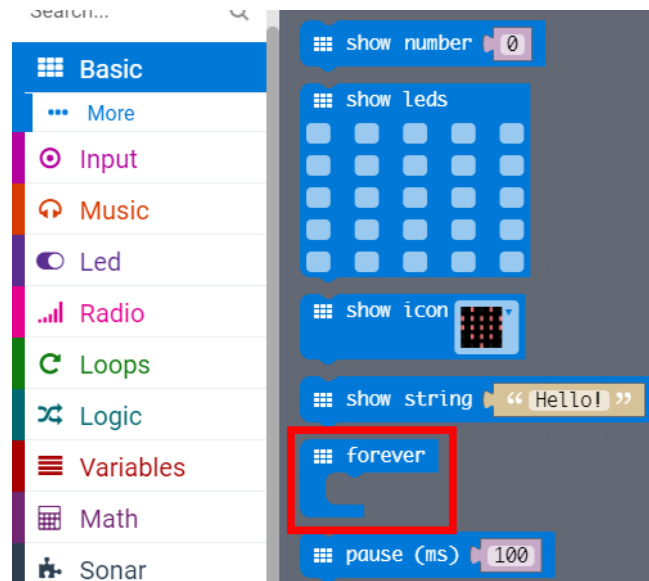 Search...
Basic
More
Input
Music
Led
Radio
Loops
Logic
Variables
Math
Sonar
show number 0
show leds
show icon
show string “ Hello! ”
forever
pause (ms) 100